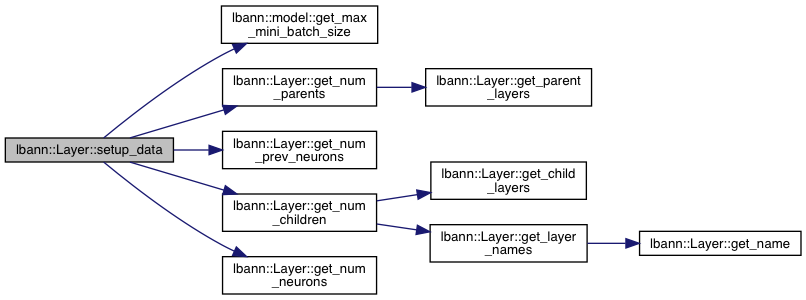 lbann::Layer::setup_data
lbann::model::get_max
_mini_batch_size
lbann::Layer::get_num
_parents
lbann::Layer::get_parent
_layers
lbann::Layer::get_num
_prev_neurons
lbann::Layer::get_num
_children
lbann::Layer::get_child
_layers
lbann::Layer::get_layer
_names
lbann::Layer::get_name
lbann::Layer::get_num
_neurons